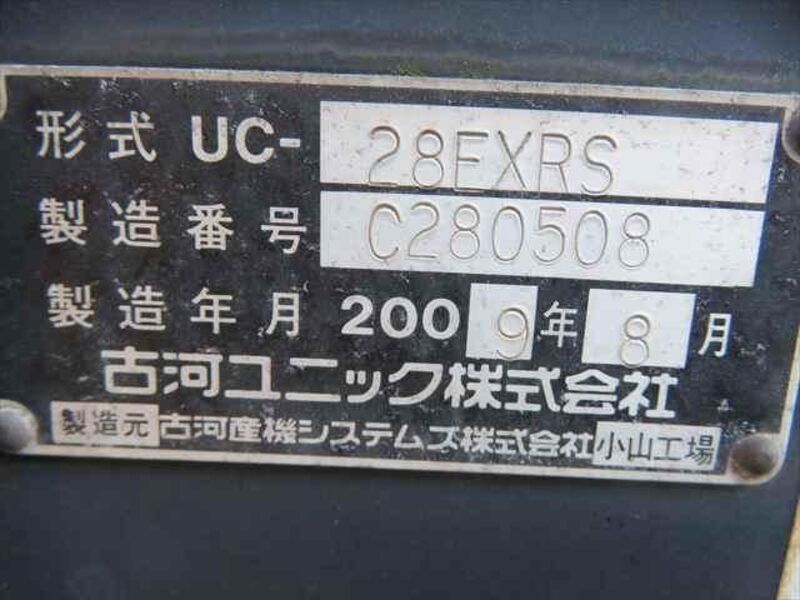 形式 UC-28EXRS
製造番号 C280508
製造年月 2009年8月
古河ユニック株式会社
製造元 古河産機システムズ株式会社 小山工場